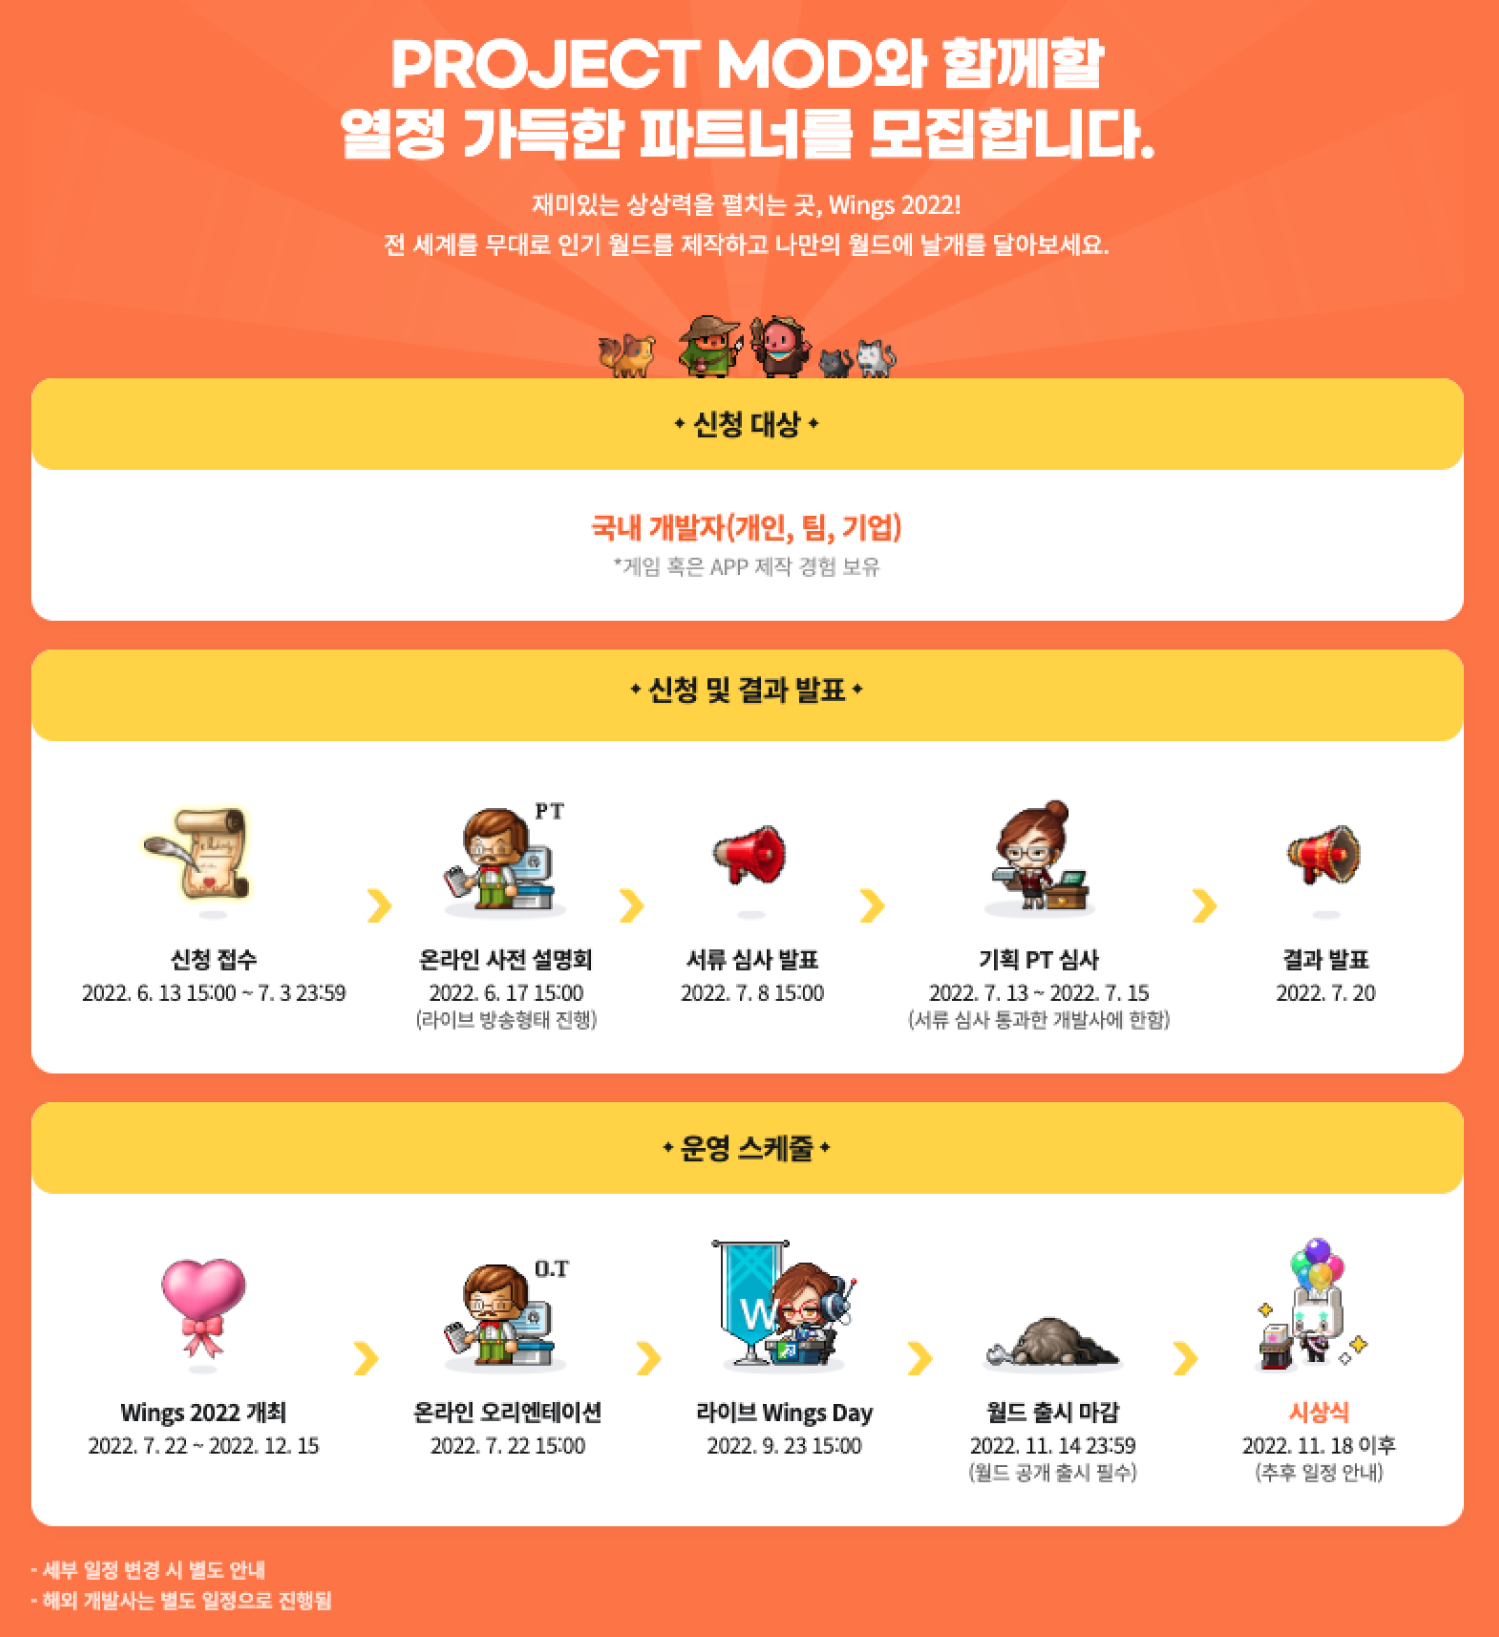 PROJECT MOD와 함께할
열정 가득한 파트너를 모집합니다.
재미있는 상상력을 펼치는 곳, Wings 2022!
전 세계를 무대로 인기 월드를 제작하고 나만의 월드에 날개를 달아보세요.
신청 대상
국내 개발자(개인, 팀, 기업)
*게임 혹은 APP 제작 경험 보유
신청 및 결과 발표
신청 접수
2022. 6. 13 15:00 ~ 7. 3 23:59
PT
온라인 사전 설명회
2022. 6. 17 15:00
(라이브 방송형태 진행)
서류 심사 발표
2022. 7. 8 15:00
기획 PT 심사
2022. 7. 13 ~ 2022. 7. 15
(서류 심사 통과한 개발사에 한함)
결과 발표
2022. 7. 20
운영 스케줄
Wings 2022 개최
2022. 7. 22 ~ 2022. 12. 15
O.T
온라인 오리엔테이션
2022. 7. 22 15:00
W
라이브 Wings Day
2022. 9. 23 15:00
월드 출시 마감
2022. 11. 14 23:59
(월드 공개 출시 필수)
시상식
2022. 11. 18 이후
(추후 일정 안내)
- 세부 일정 변경 시 별도 안내
- 해외 개발사는 별도 일정으로 진행됨